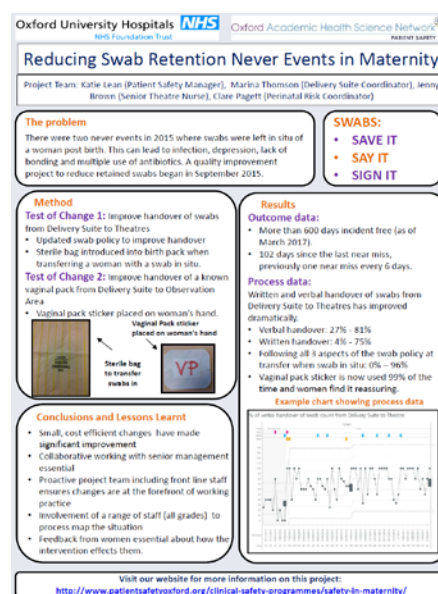 Oxford University Hospitals NHS
NHS Foundation Trust
Oxford Academic Health Science Network
PATIENT SAFETY
Reducing Swab Retention Never Events in Maternity
Project Team: Katie Lean (Patient Safety Manager), Marina Thomson (Delivery Suite Coordinator), Jenny
Brown (Senior Theatre Nurse), Clare Pagett (Perinatal Risk Coordinator)
The problem
There were two never events in 2015 where swabs were left in situ of
a woman post birth. This can lead to infection, depression, lack of
bonding and multiple use of antibiotics. A quality improvement
project to reduce retained swabs began in September 2015.
SWABS:
• SAVE IT
• SAY IT
• SIGN IT
Method
Test of Change 1: Improve handover of swabs
from Delivery Suite to Theatres
• Updated swab policy to improve handover
• Sterile bag introduced into birth pack when
transferring a woman with a swab in situ.
Test of Change 2: Improve handover of a known
vaginal pack from Delivery Suite to Observation
Area
• Vaginal pack sticker placed on woman's hand.
Vaginal Pack sticker
placed on woman's hand
Sterile bag
to transfer
swabs in
VP
Conclusions and Lessons Learnt
• Small, cost efficient changes have made
significant improvement
• Collaborative working with senior management
essential
• Proactive project team including front line staff
ensures changes are at the forefront of working
practice
• Involvement of a range of staff (all grades) to
process map the situation
• Feedback from women essential about how the
intervention effects them.
Results
Outcome data:
• More than 600 days incident free (as of
March 2017).
• 102 days since the last near miss,
previously one near miss every 6 days.
Process data:
Written and verbal handover of swabs from
Delivery Suite to Theatres has improved
dramatically.
• Verbal handover: 27% - 81%
• Written handover: 4% - 75%
• Following all 3 aspects of the swab policy at
transfer when swab in situ: 0% – 96%
• Vaginal pack sticker is now used 99% of the
time and women find it reassuring.
Example chart showing process data
% of verbal handover of swab count from Delivery Suite to Theatre
Visit our website for more information on this project:
http://www.patientsafetyoxford.org/clinical-safety-programmes/safety-in-maternity/